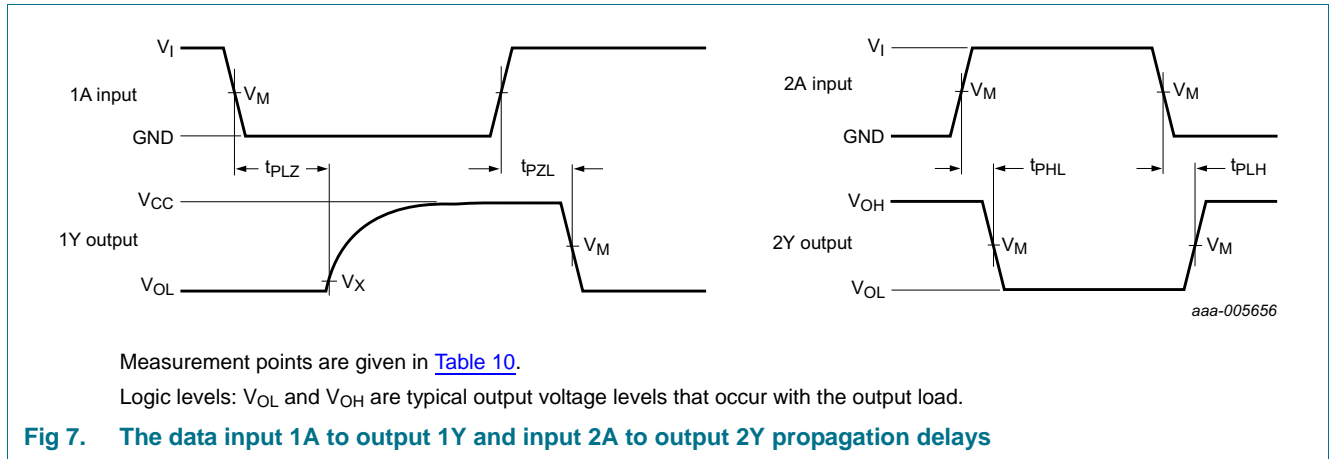 VI
1A input
VM
GND
tPLZ
tPZL
VCC
1Y output
VM
VX
VOL
VI
2A input
VM
VM
GND
tPHL
tPLH
VOH
2Y output
VM
VM
VOL
aaa-005656
Measurement points are given in Table 10.
Logic levels: VOL and VOH are typical output voltage levels that occur with the output load.
Fig 7. The data input 1A to output 1Y and input 2A to output 2Y propagation delays